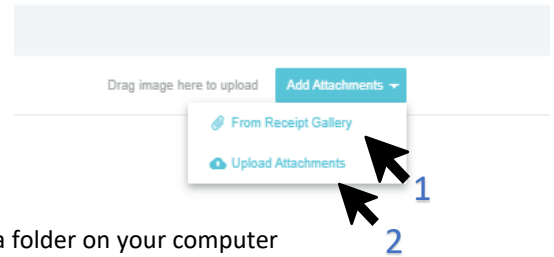 Drag image here to upload Add Attachments
From Receipt Gallery
Upload Attachments
1
a folder on your computer
2